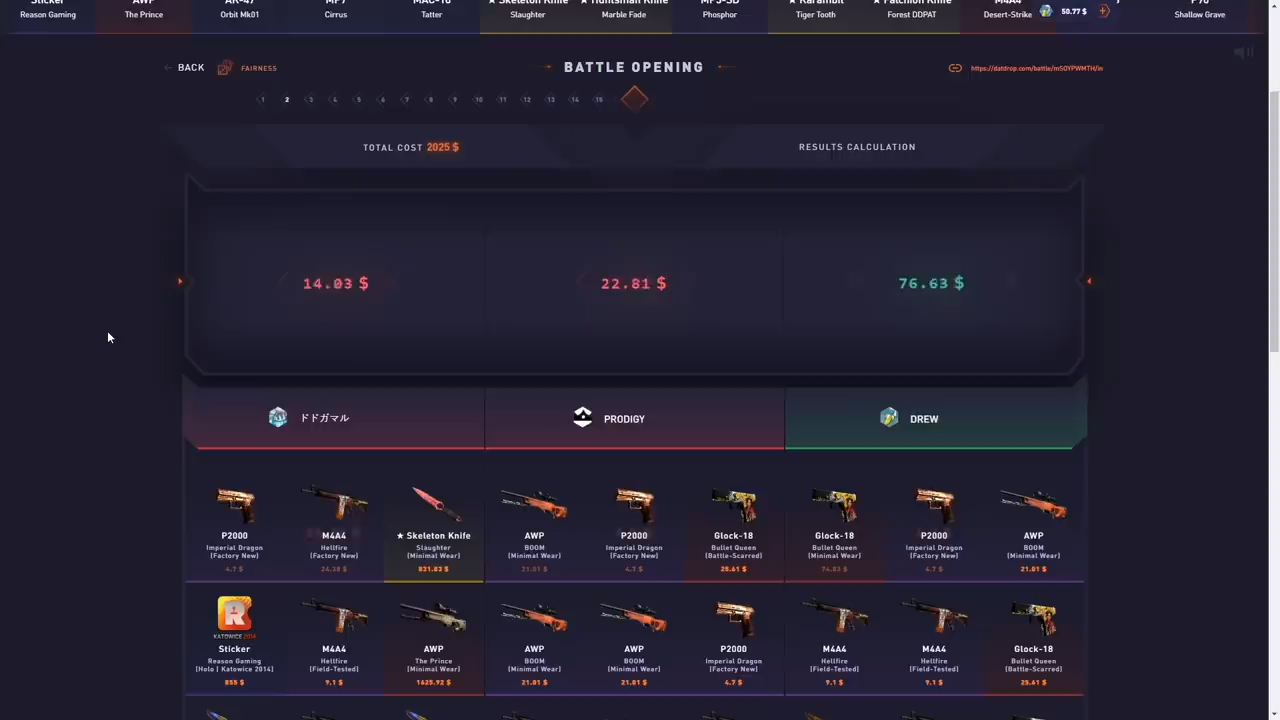 Sticker AWP AK-47 MP7 MAC-10 ★ Skeleton Knife ★ Huntsman Knife MP5-SD ★ Karambit ★ Falchion Knife M4A4 P90
Reason Gaming The Prince Orbit Mk01 Cirrus Tatter Slaughter Marble Fade Phosphor Tiger Tooth Forest DDPAT Desert-Strike 50.77 $ Shallow Grave
← BACK FAIRNESS BATTLE OPENING
1 2 3 4 5 6 7 8 9 10 11 12 13 14 15
TOTAL COST 2025 $ RESULTS CALCULATION
14.03 $ 22.81 $ 76.63 $
ドドガマル PRODIGY DREW
P2000 M4A4 ★ Skeleton Knife AWP P2000 Glock-18 Glock-18 P2000 AWP
Imperial Dragon Hellfire Slaughter BOOM Imperial Dragon Bullet Queen Bullet Queen Imperial Dragon BOOM
[Factory New] [Factory New] [Minimal Wear] [Minimal Wear] [Factory New] [Battle-Scarred] [Minimal Wear] [Factory New] [Minimal Wear]
4.7 $ 24.38 $ 831.83 $ 21.01 $ 4.7 $ 74.83 $ 4.7 $ 21.01 $
KATOWICE 2014
Sticker M4A4 AWP AWP AWP P2000 M4A4 M4A4 Glock-18
Reason Gaming Hellfire The Prince BOOM BOOM Imperial Dragon Hellfire Hellfire Bullet Queen
[Holo | Katowice 2014] [Field-Tested] [Minimal Wear] [Minimal Wear] [Minimal Wear] [Factory New] [Field-Tested] [Field-Tested] [Battle-Scarred]
855 $ 9.1 $ 1635.92 $ 21.01 $ 21.01 $ 4.7 $ 9.1 $ 9.1 $ 25.61 $